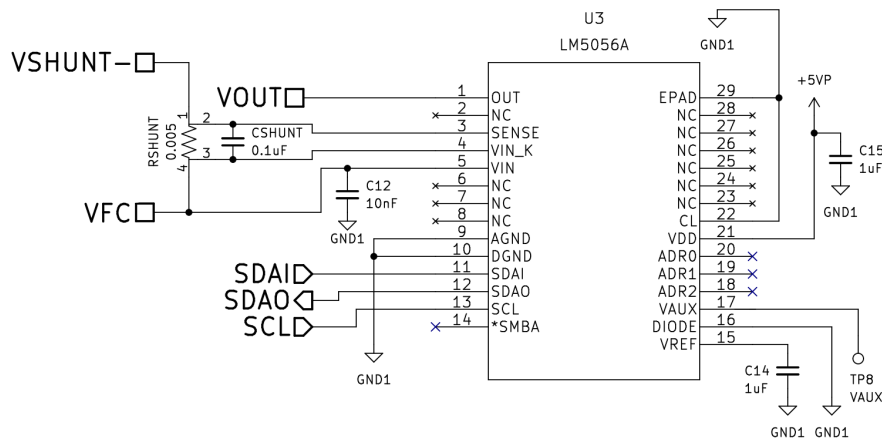 U3
LM5056A
GND1
+5VP
VSHUNT-
VOUT
1 OUT
2 NC
3 SENSE
4 VIN_K
5 VIN
6 NC
7 NC
8 NC
9 AGND
10 DGND
11 SDAI
12 SDAO
13 SCL
14 *SMBA
EPAD 29
NC 28
NC 27
NC 26
NC 25
NC 24
NC 23
CL 22
VDD 21
ADR0 20
ADR1 19
ADR2 18
VAUX 17
DIODE 16
VREF 15
RSHUNT
0.005
1
2
3
4
CSHUNT
0.1uF
C12
10nF
GND1
VFC
SDAI
SDAO
SCL
GND1
C15
1uF
GND1
C14
1uF
TP8
VAUX
GND1 GND1